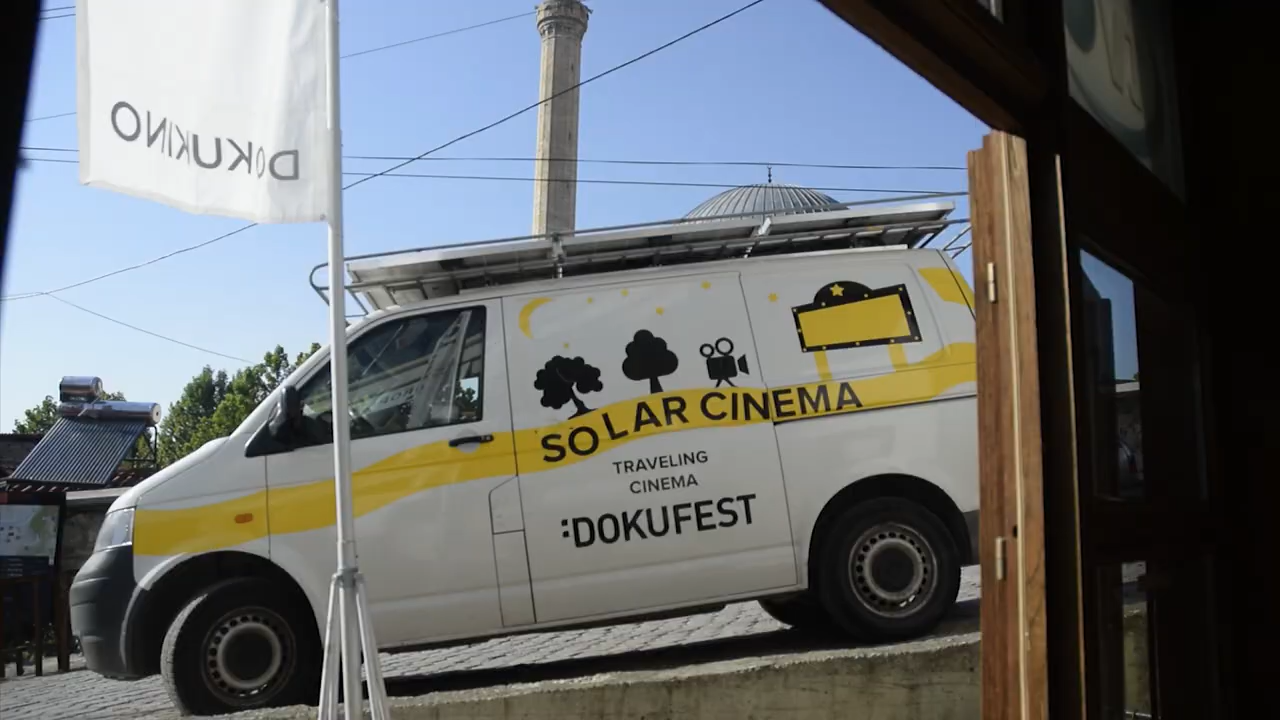 DOKUKINO
SOLAR CINEMA
TRAVELING
CINEMA
:DOKUFEST